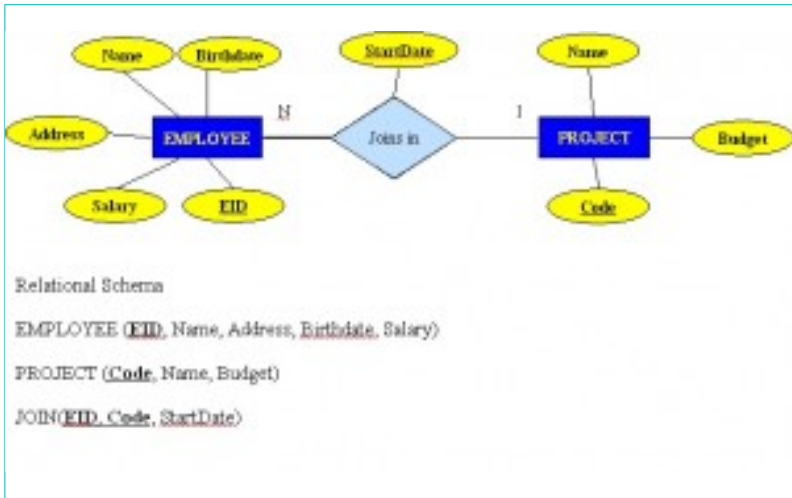 Name Birthdate StartDate Name
N 1
Address EMPLOYEE Joins in PROJECT Budget
Salary EID Code
Relational Schema
EMPLOYEE (EID, Name, Address, Birthdate, Salary)
PROJECT (Code, Name, Budget)
JOIN(EID, Code, StartDate)